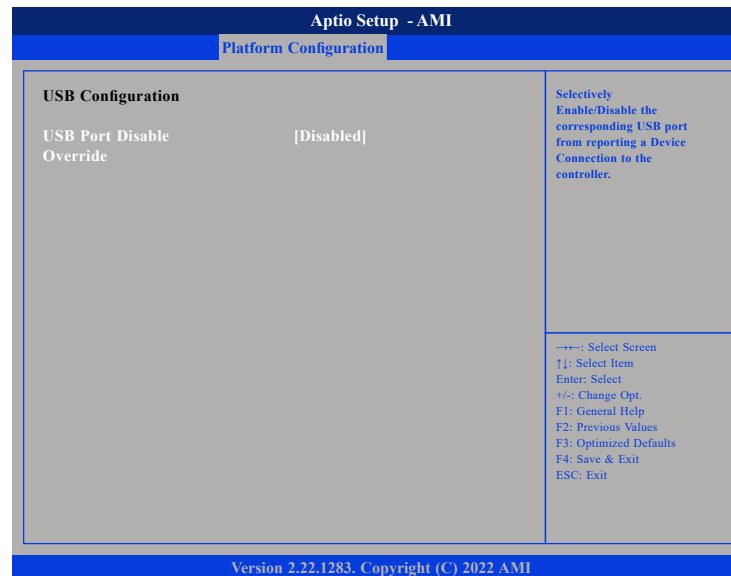 Aptio Setup - AMI
Platform Configuration
USB Configuration
USB Port Disable [Disabled]
Override
Selectively
Enable/Disable the
corresponding USB port
from reporting a Device
Connection to the
controller.
→←: Select Screen
↑↓: Select Item
Enter: Select
+/-: Change Opt.
F1: General Help
F2: Previous Values
F3: Optimized Defaults
F4: Save & Exit
ESC: Exit
Version 2.22.1283. Copyright (C) 2022 AMI